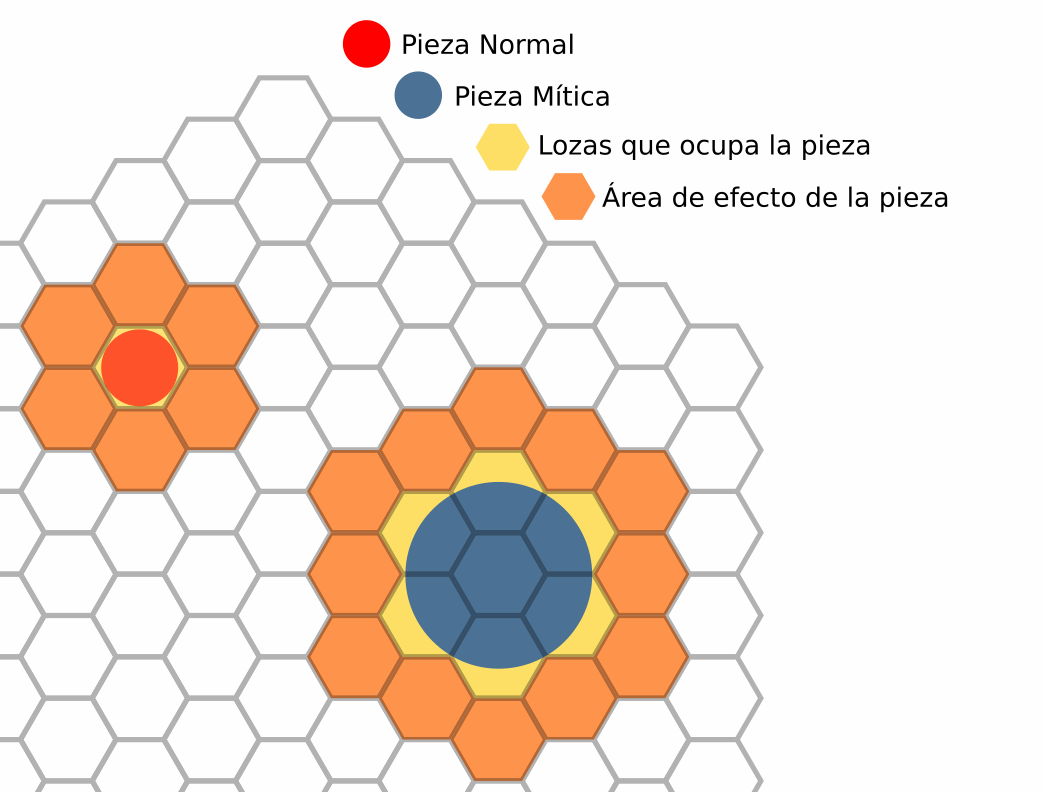 Pieza Normal
Pieza Mítica
Lozas que ocupa la pieza
Área de efecto de la pieza